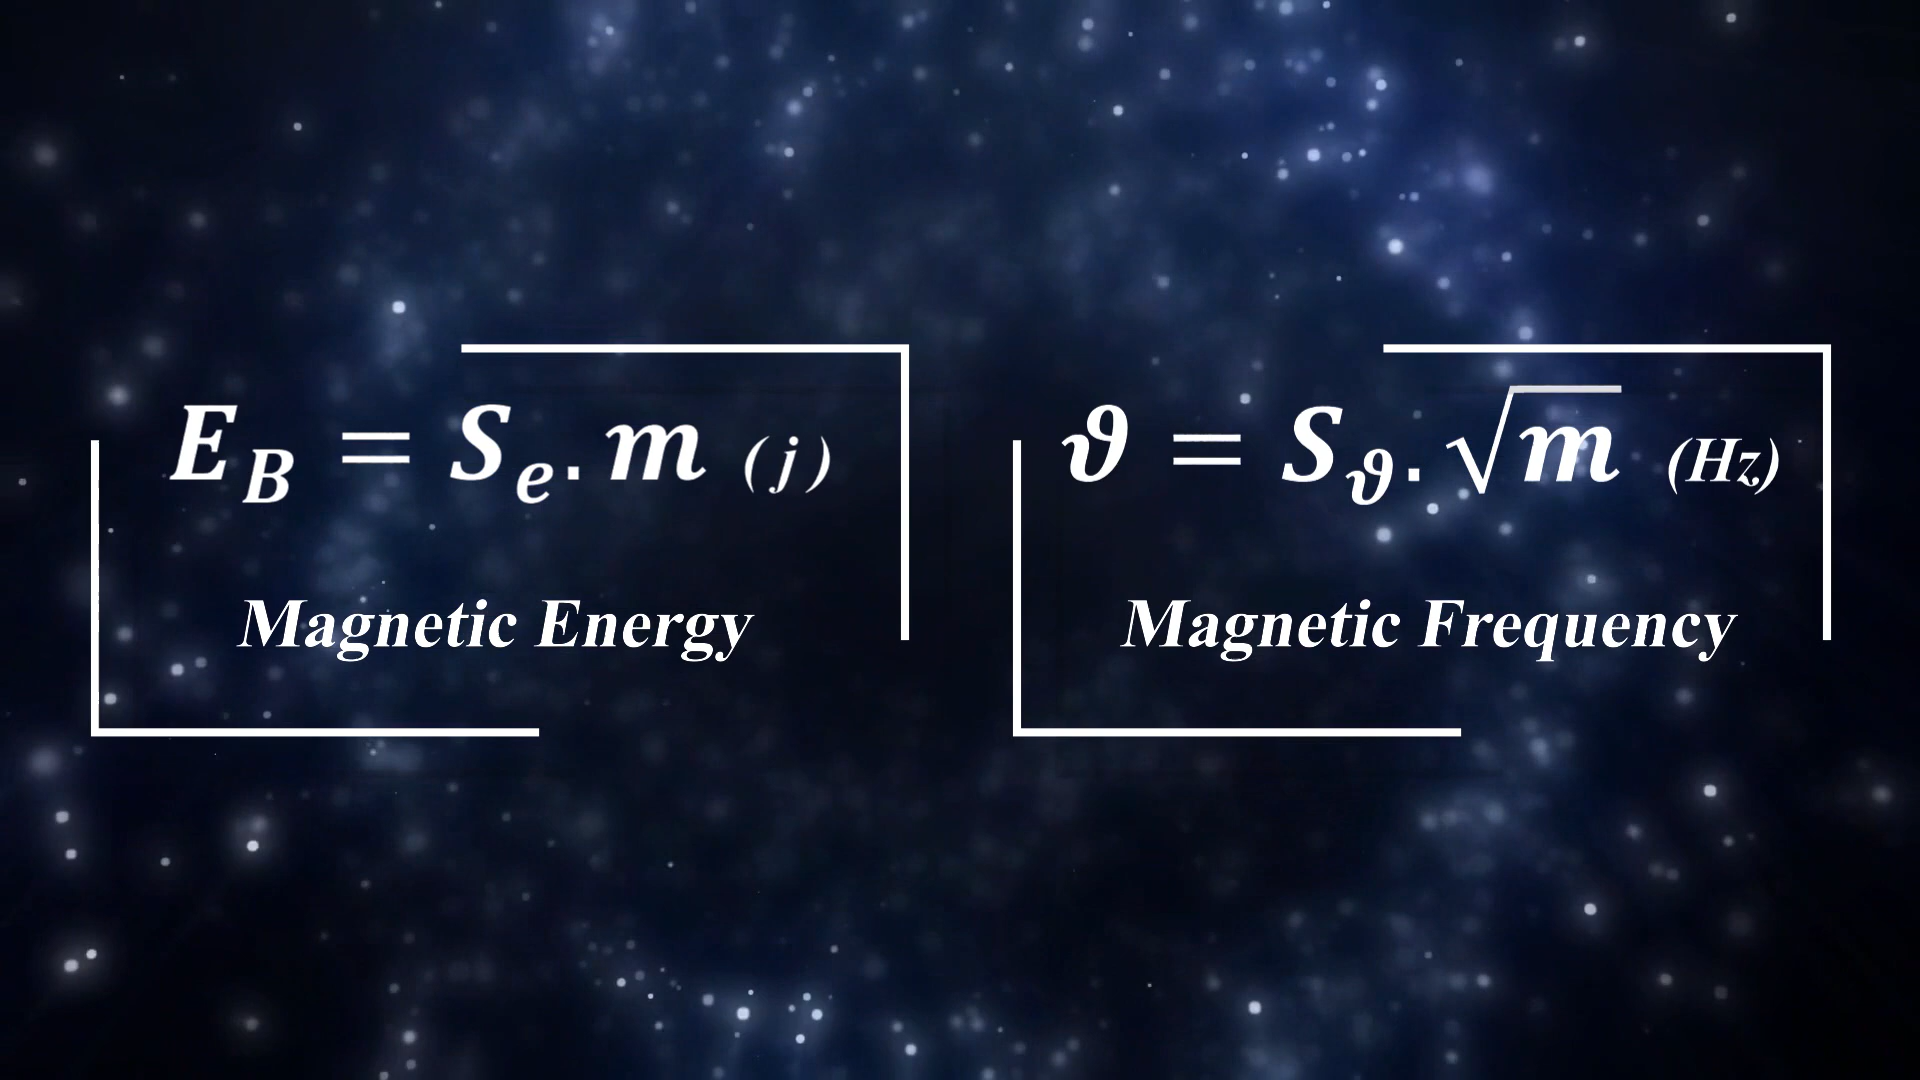 E_B = S_e . m (j)
Magnetic Energy
ϑ = S_ϑ . √m (Hz)
Magnetic Frequency